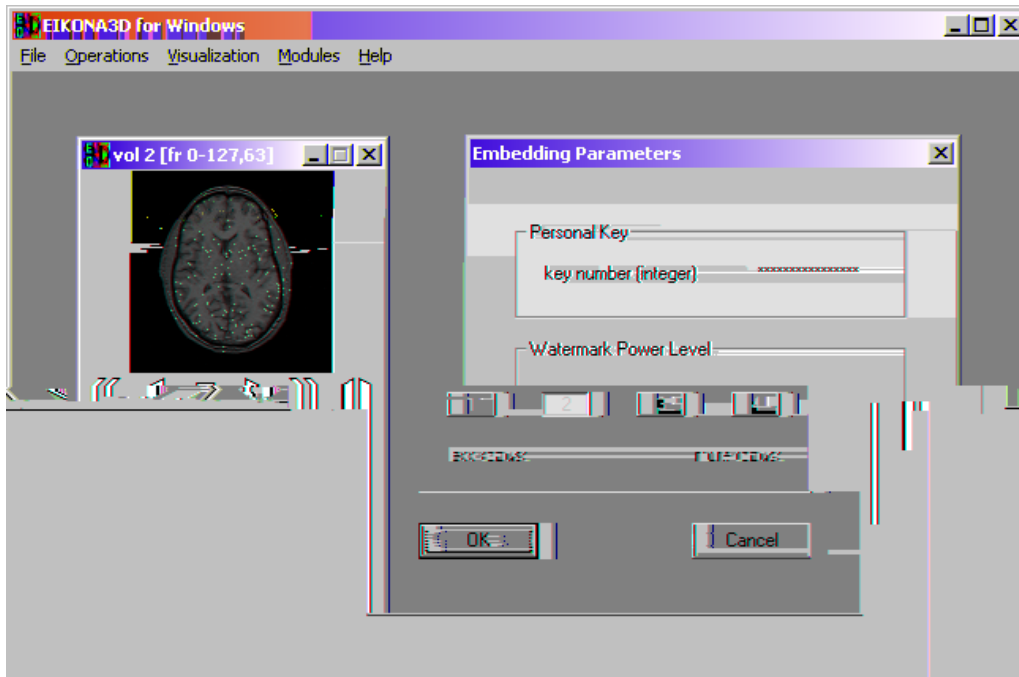 EIKONA3D for Windows
File Operations Visualization Modules Help
vol 2 [fr 0-127,63]
Embedding Parameters
Personal Key
key number (integer)
Watermark Power Level
2
OK
Cancel